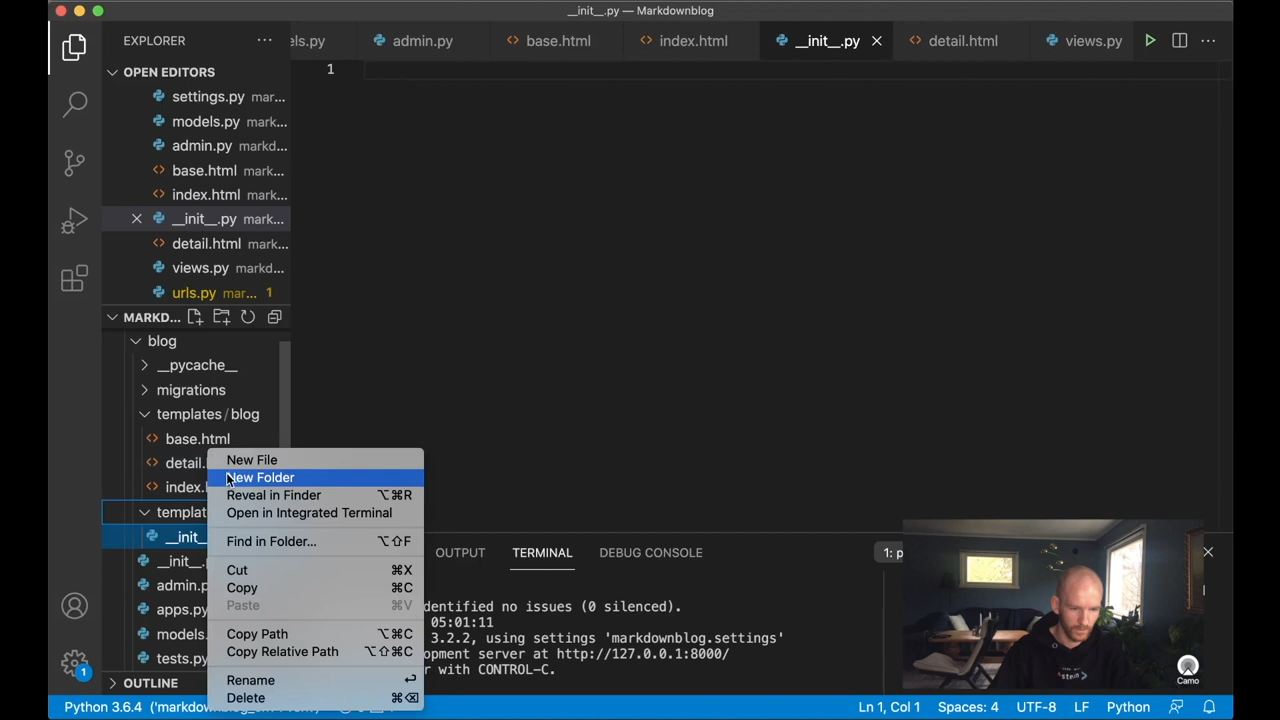 __init__.py — Markdownblog
EXPLORER
els.py admin.py base.html index.html __init__.py detail.html views.py
OPEN EDITORS
settings.py mar...
models.py mark...
admin.py markd...
base.html mark...
index.html mark...
__init__.py mark...
detail.html mark...
views.py markd...
urls.py mar... 1
1
MARKD...
blog
__pycache__
migrations
templates/blog
base.html
detail.
index.h
templat
__init__
__init__.
admin.p
apps.py
models.
tests.py
OUTLINE
New File
New Folder
Reveal in Finder ⌥⌘R
Open in Integrated Terminal
Find in Folder... ⌥⇧F
Cut ⌘X
Copy ⌘C
Paste ⌘V
Copy Path ⌥⌘C
Copy Relative Path ⌥⇧⌘C
Rename ⏎
Delete ⌘⌫
OUTPUT TERMINAL DEBUG CONSOLE 1: p
dentified no issues (0 silenced).
05:01:11
3.2.2, using settings 'markdownblog.settings'
opment server at http://127.0.0.1:8000/
r with CONTROL-C.
Camo
1
Python 3.6.4 Ln 1, Col 1 Spaces: 4 UTF-8 LF Python